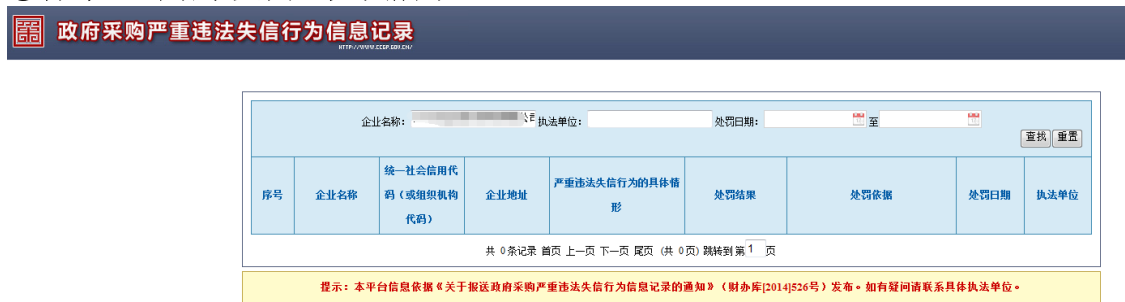 政府采购严重违法失信行为信息记录
HTTP://WWW.CCGP.GOV.CN/
企业名称: 公司 执法单位: 处罚日期: 至
查找 重置
序号 企业名称 统一社会信用代码（或组织机构代码） 企业地址 严重违法失信行为的具体情形 处罚结果 处罚依据 处罚日期 执法单位
共 0条记录 首页 上一页 下一页 尾页 (共 0页) 跳转到第 1 页
提示：本平台信息依据《关于报送政府采购严重违法失信行为信息记录的通知》（财办库[2014]526号）发布。如有疑问请联系具体执法单位。